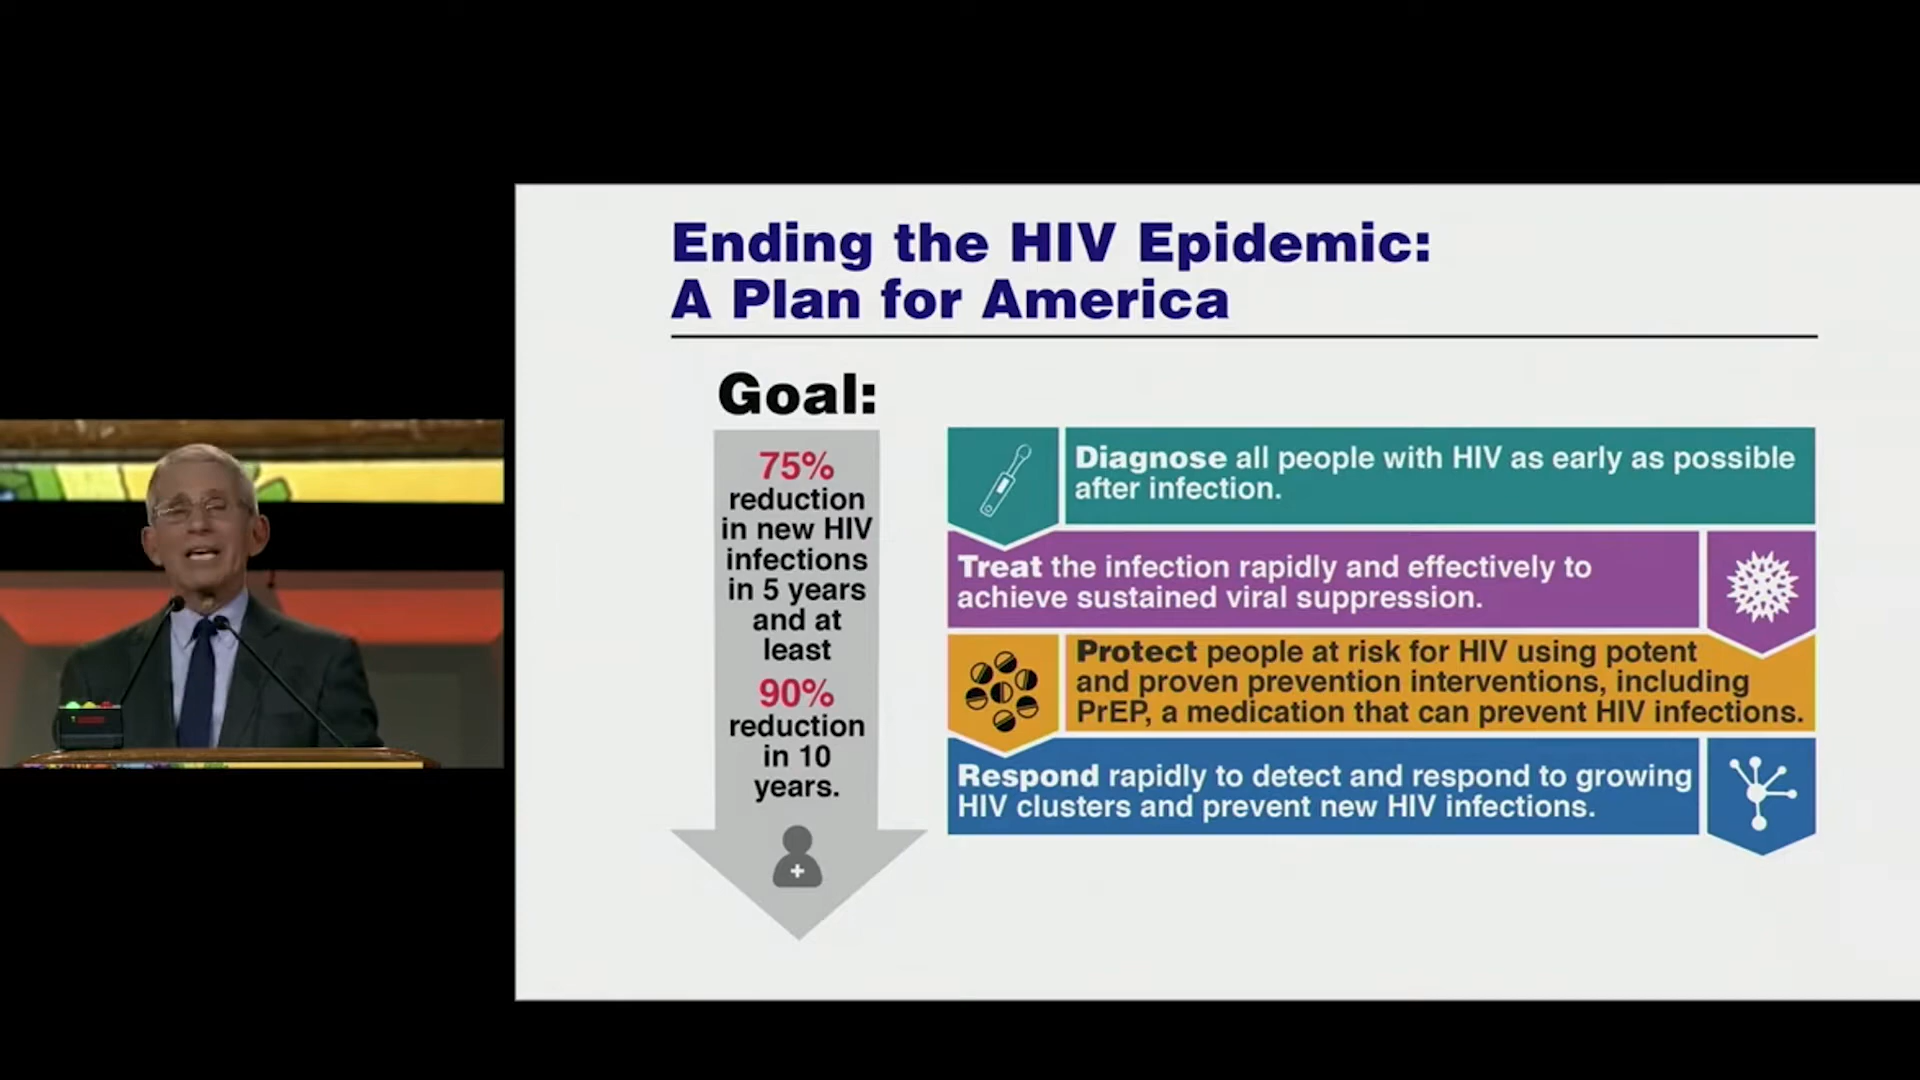 Ending the HIV Epidemic:
A Plan for America
Goal:
75%
reduction
in new HIV
infections
in 5 years
and at
least
90%
reduction
in 10
years.
Diagnose all people with HIV as early as possible
after infection.
Treat the infection rapidly and effectively to
achieve sustained viral suppression.
Protect people at risk for HIV using potent
and proven prevention interventions, including
PrEP, a medication that can prevent HIV infections.
Respond rapidly to detect and respond to growing
HIV clusters and prevent new HIV infections.